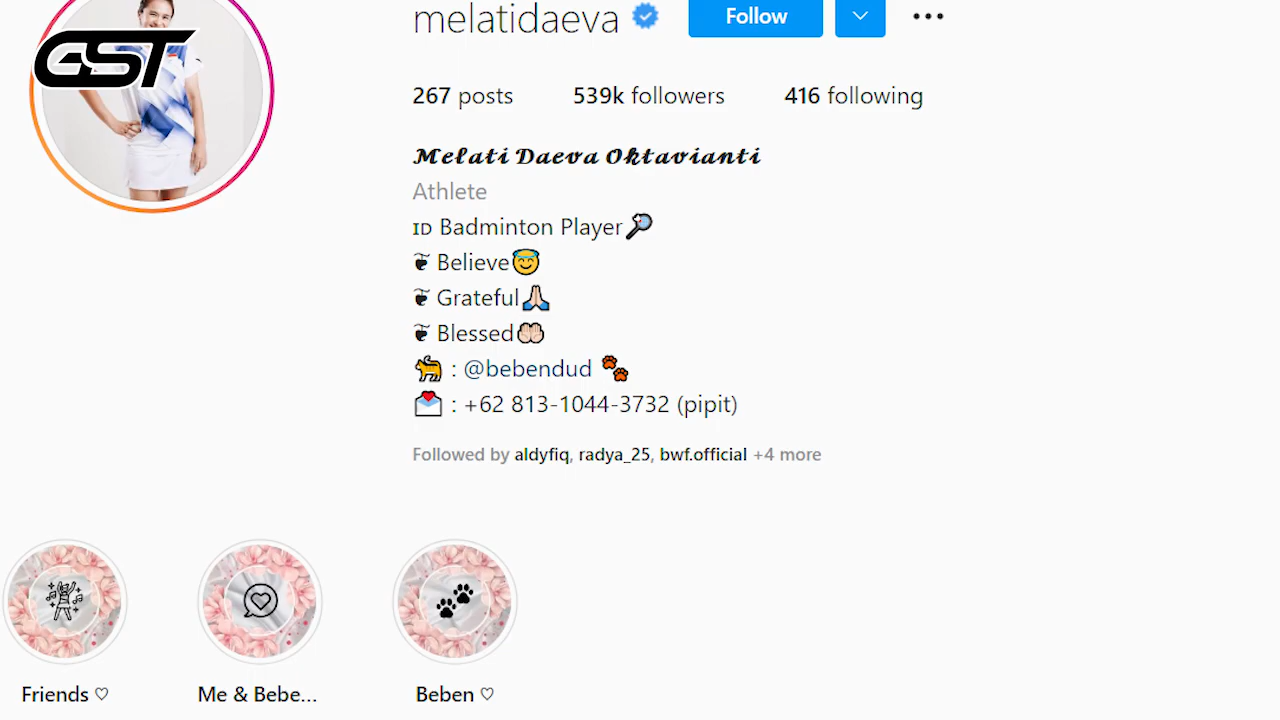 GST
melatidaeva
Follow
267 posts 539k followers 416 following
Melati Daeva Oktavianti
Athlete
ɪᴅ Badminton Player
❦ Believe😇
❦ Grateful🙏🏻
❦ Blessed🤲🏻
🐈 : @bebendud 🐾
💌 : +62 813-1044-3732 (pipit)
Followed by aldyfiq, radya_25, bwf.official +4 more
Friends ♡ Me & Bebe... Beben ♡